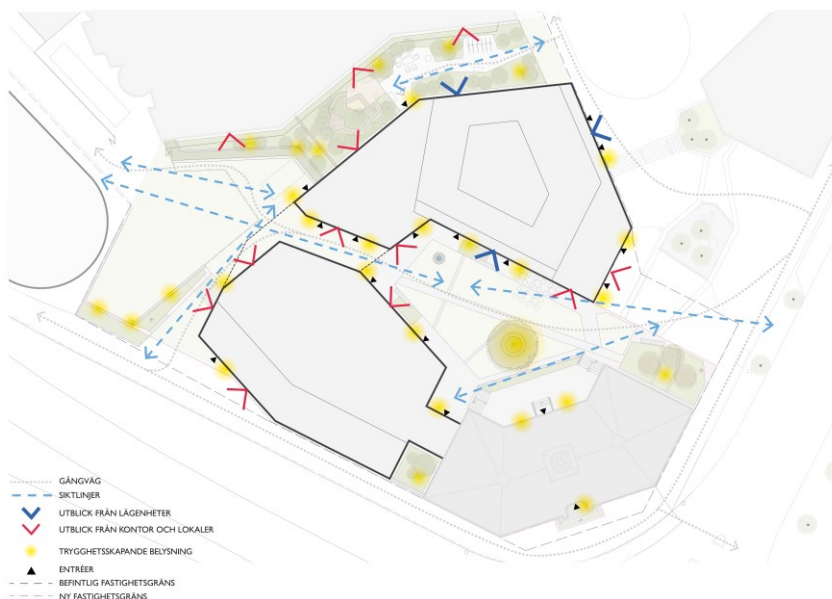 GÅNGVÄG
SIKTLINJER
UTBLICK FRÅN LÄGENHETER
UTBLICK FRÅN KONTOR OCH LOKALER
TRYGGHETSSKAPANDE BELYSNING
ENTRÉER
BEFINTLIG FASTIGHETSGRÄNS
NY FASTIGHETSGRÄNS